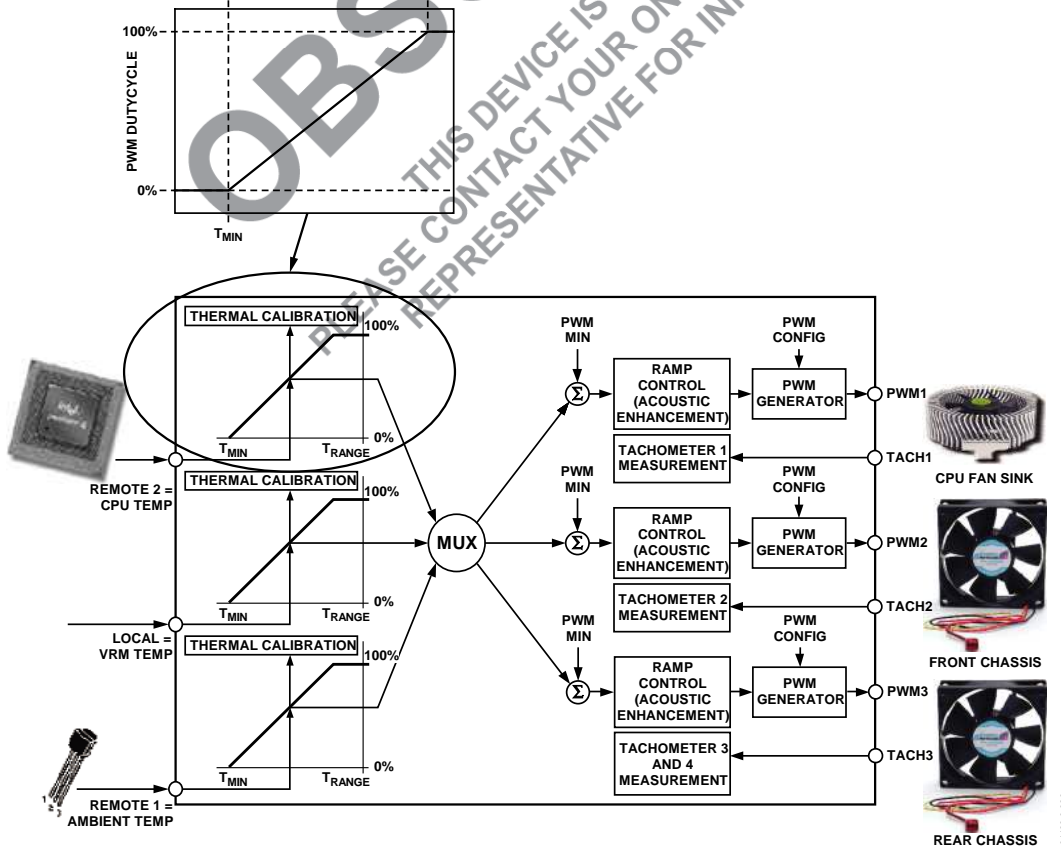 100%
PWM DUTYCYCLE
0%
TMIN
THIS DEVICE IS
PLEASE CONTACT YOUR
REPRESENTATIVE FOR
THERMAL CALIBRATION
100%
0%
TMIN
TRANGE
REMOTE 2 =
CPU TEMP
THERMAL CALIBRATION
100%
0%
TMIN
TRANGE
LOCAL =
VRM TEMP
THERMAL CALIBRATION
100%
0%
TMIN
TRANGE
REMOTE 1 =
AMBIENT TEMP
MUX
PWM
MIN
Σ
RAMP
CONTROL
(ACOUSTIC
ENHANCEMENT)
PWM
CONFIG
PWM
GENERATOR
PWM1
TACHOMETER 1
MEASUREMENT
TACH1
CPU FAN SINK
PWM
MIN
Σ
RAMP
CONTROL
(ACOUSTIC
ENHANCEMENT)
PWM
CONFIG
PWM
GENERATOR
PWM2
TACHOMETER 2
MEASUREMENT
TACH2
FRONT CHASSIS
PWM
MIN
Σ
RAMP
CONTROL
(ACOUSTIC
ENHANCEMENT)
PWM
CONFIG
PWM
GENERATOR
PWM3
TACHOMETER 3
AND 4
MEASUREMENT
TACH3
REAR CHASSIS